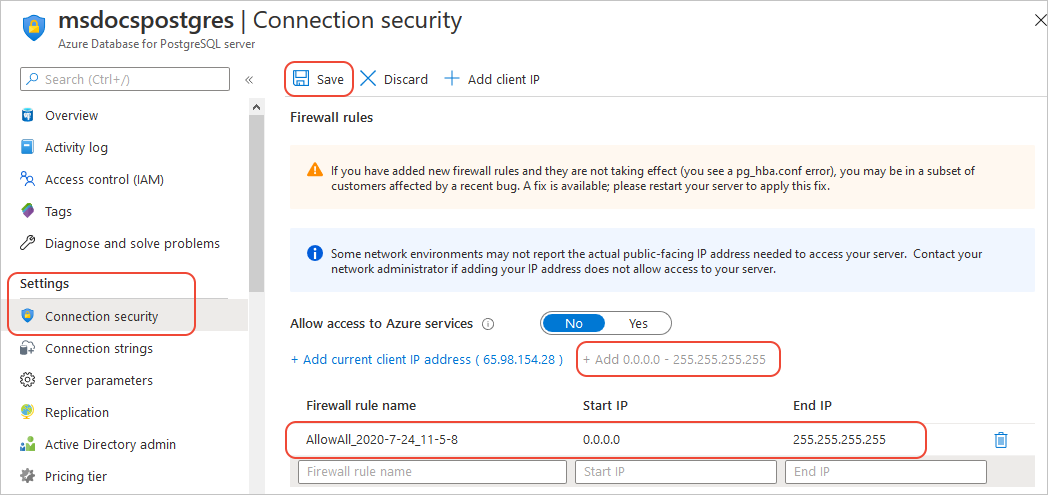 msdocspostgres | Connection security
Azure Database for PostgreSQL server
Search (Ctrl+/)
«
Overview
Activity log
Access control (IAM)
Tags
Diagnose and solve problems
Settings
Connection security
Connection strings
Server parameters
Replication
Active Directory admin
Pricing tier
Save Discard Add client IP
Firewall rules
If you have added new firewall rules and they are not taking effect (you see a pg_hba.conf error), you may be in a subset of
customers affected by a recent bug. A fix is available; please restart your server to apply this fix.
Some network environments may not report the actual public-facing IP address needed to access your server. Contact your
network administrator if adding your IP address does not allow access to your server.
Allow access to Azure services No Yes
+ Add current client IP address ( 65.98.154.28 ) + Add 0.0.0.0 - 255.255.255.255
Firewall rule name Start IP End IP
AllowAll_2020-7-24_11-5-8 0.0.0.0 255.255.255.255
Firewall rule name Start IP End IP